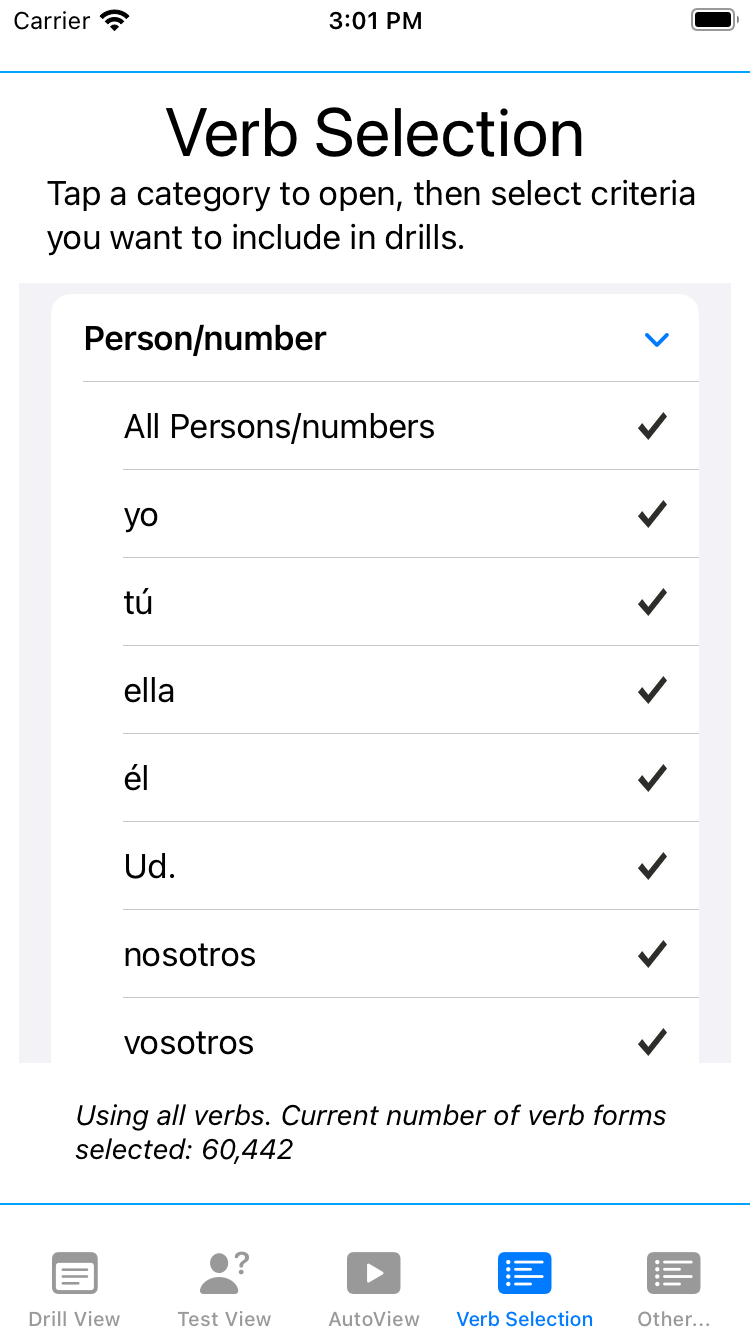 Carrier 3:01 PM
Verb Selection
Tap a category to open, then select criteria
you want to include in drills.
Person/number
All Persons/numbers
yo
tú
ella
él
Ud.
nosotros
vosotros
Using all verbs. Current number of verb forms
selected: 60,442
?
Drill View Test View AutoView Verb Selection Other...